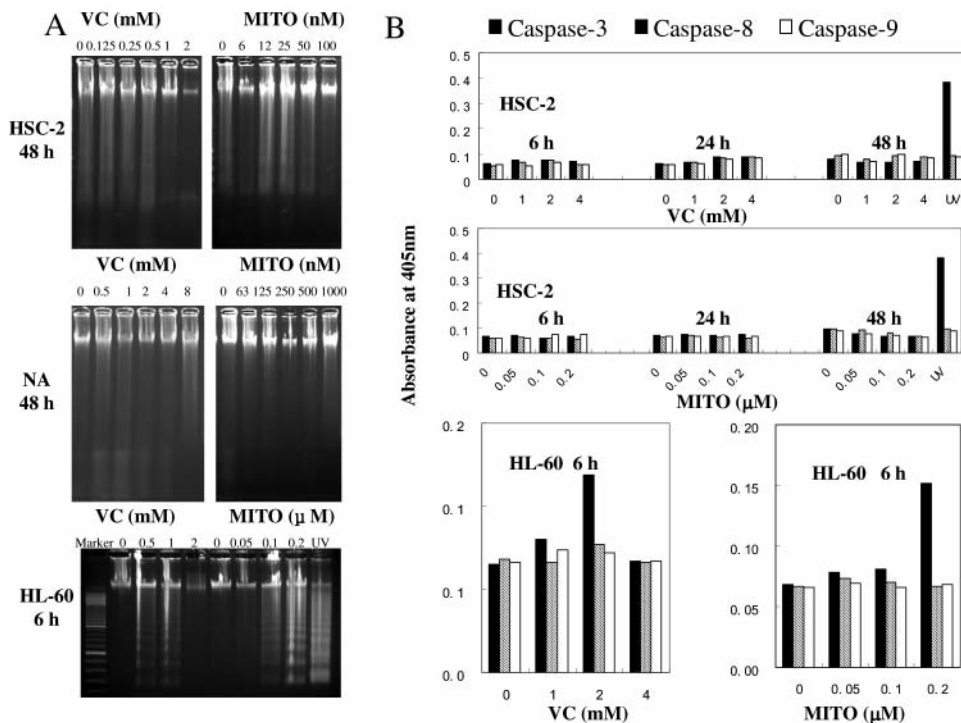 A
VC (mM) MITO (nM)
0 0.125 0.25 0.5 1 2 0 6 12 25 50 100
HSC-2
48 h
VC (mM) MITO (nM)
0 0.5 1 2 4 8 0 63 125 250 500 1000
NA
48 h
VC (mM) MITO (μ M)
Marker 0 0.5 1 2 0 0.05 0.1 0.2 UV
HL-60
6 h
B
Caspase-3 Caspase-8 Caspase-9
Absorbance at 405nm
0.5
0.4
0.3
0.2
0.1
0
HSC-2
6 h 24 h 48 h
0 1 2 4 0 1 2 4 0 1 2 4 UV
VC (mM)
0.5
0.4
0.3
0.2
0.1
0
HSC-2
6 h 24 h 48 h
0 0.05 0.1 0.2 0 0.05 0.1 0.2 0 0.05 0.1 0.2 UV
MITO (μM)
0. 2
0. 1
0. 0
HL-60 6 h
0 1 2 4
VC (mM)
0. 20
0. 15
0. 10
0. 05
0. 00
HL-60 6 h
0 0. 05 0. 1 0. 2
MITO (μM)